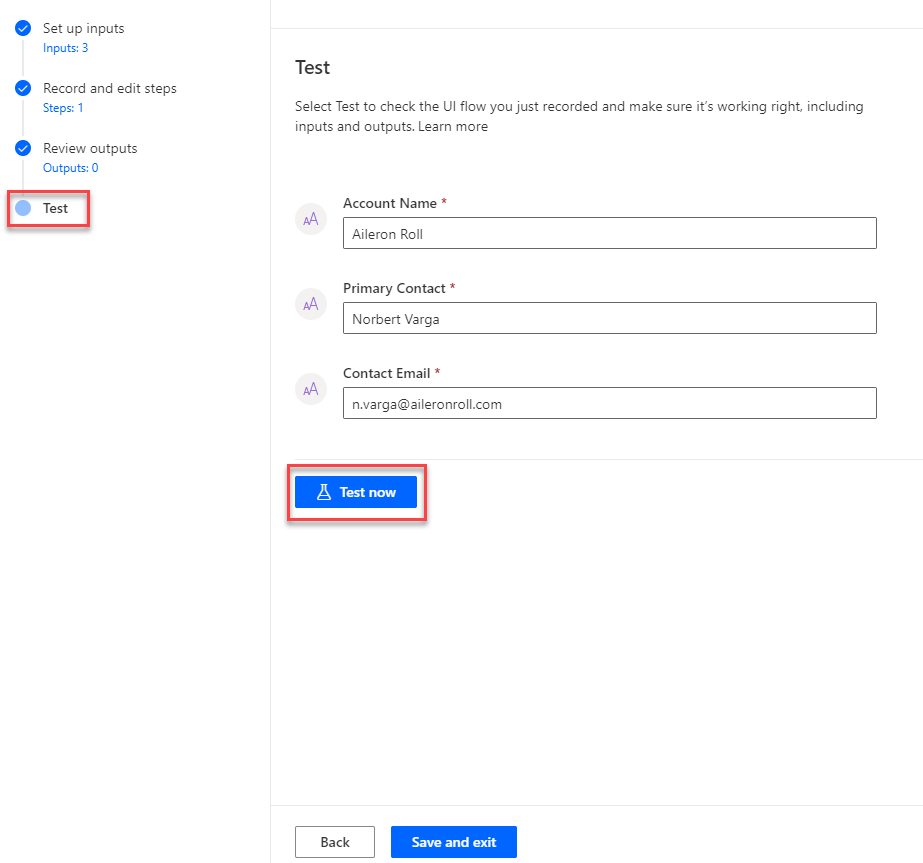 Set up inputs
Inputs: 3
Record and edit steps
Steps: 1
Review outputs
Outputs: 0
Test
Test
Select Test to check the UI flow you just recorded and make sure it’s working right, including
inputs and outputs. Learn more
AA
Account Name *
Aileron Roll
AA
Primary Contact *
Norbert Varga
AA
Contact Email *
n.varga@aileronroll.com
Test now
Back
Save and exit